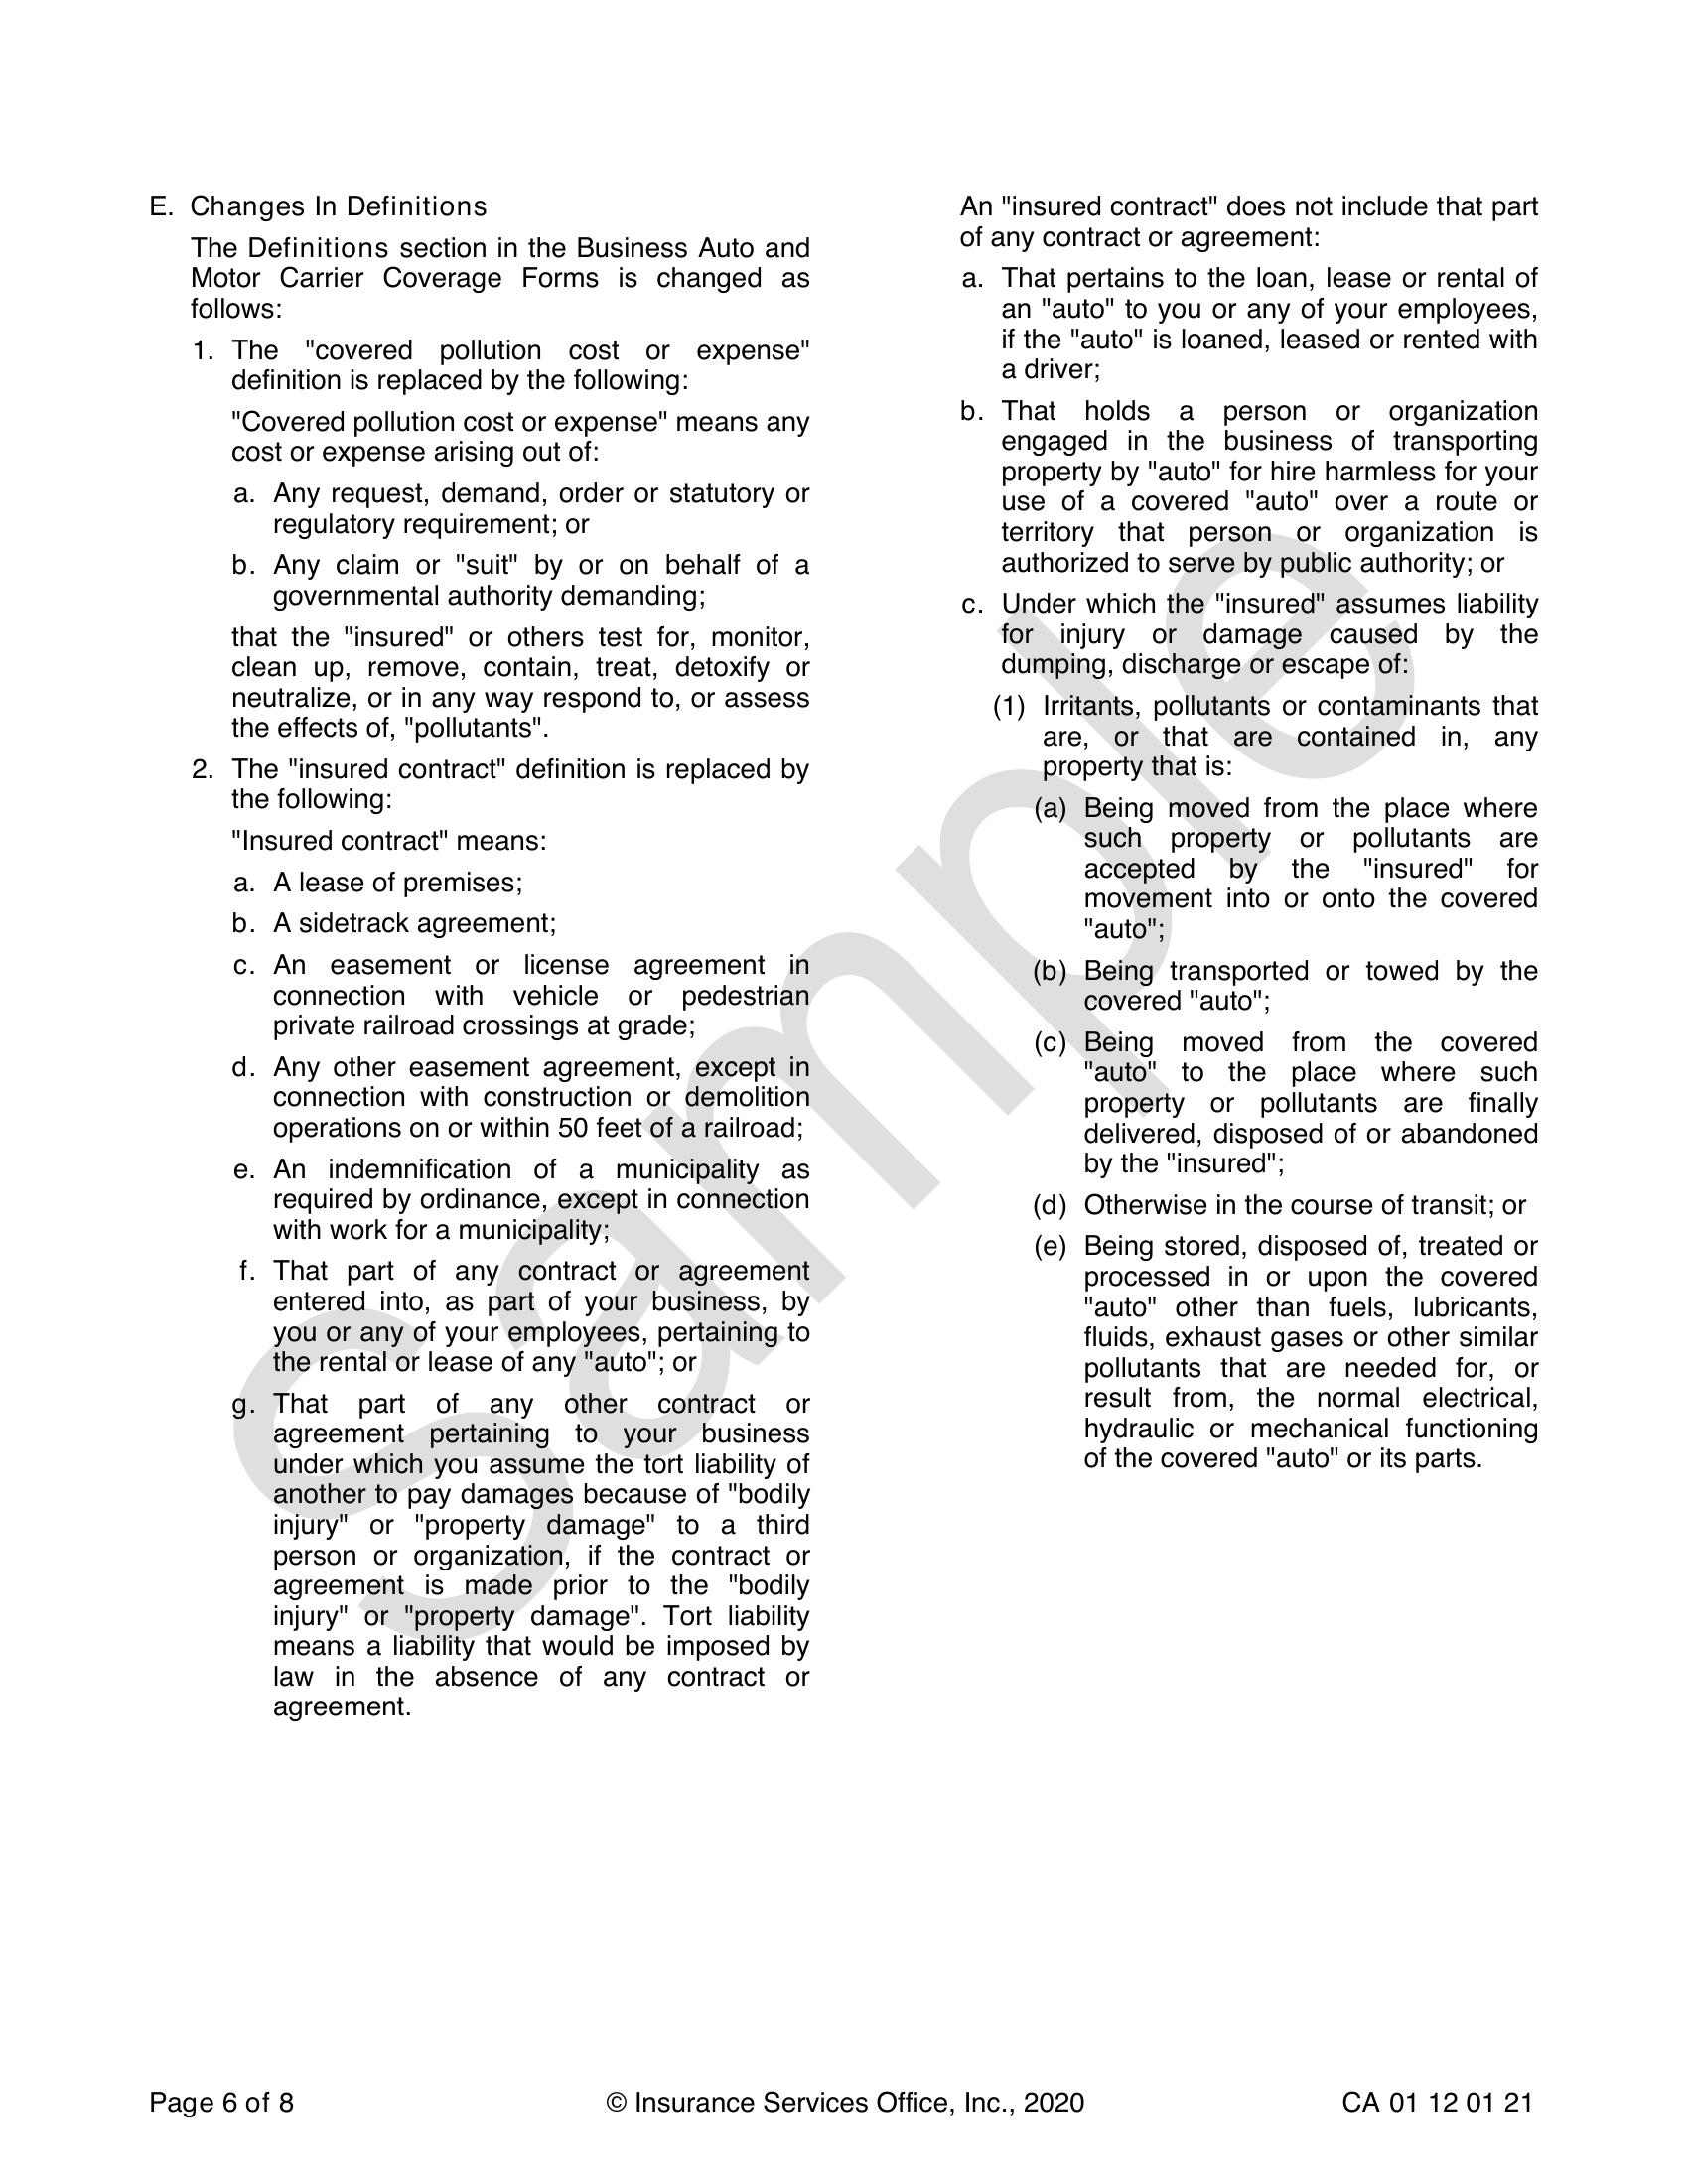 E. Changes In Definitions
The Definitions section in the Business Auto and
Motor Carrier Coverage Forms is changed as
follows:
1. The "covered pollution cost or expense"
definition is replaced by the following:
"Covered pollution cost or expense" means any
cost or expense arising out of:
a. Any request, demand, order or statutory or
regulatory requirement; or
b. Any claim or "suit" by or on behalf of a
governmental authority demanding;
that the "insured" or others test for, monitor,
clean up, remove, contain, treat, detoxify or
neutralize, or in any way respond to, or assess
the effects of, "pollutants".
2. The "insured contract" definition is replaced by
the following:
"Insured contract" means:
a. A lease of premises;
b. A sidetrack agreement;
c. An easement or license agreement in
connection with vehicle or pedestrian
private railroad crossings at grade;
d. Any other easement agreement, except in
connection with construction or demolition
operations on or within 50 feet of a railroad;
e. An indemnification of a municipality as
required by ordinance, except in connection
with work for a municipality;
f. That part of any contract or agreement
entered into, as part of your business, by
you or any of your employees, pertaining to
the rental or lease of any "auto"; or
g. That part of any other contract or
agreement pertaining to your business
under which you assume the tort liability of
another to pay damages because of "bodily
injury" or "property damage" to a third
person or organization, if the contract or
agreement is made prior to the "bodily
injury" or "property damage". Tort liability
means a liability that would be imposed by
law in the absence of any contract or
agreement.
An "insured contract" does not include that part
of any contract or agreement:
a. That pertains to the loan, lease or rental of
an "auto" to you or any of your employees,
if the "auto" is loaned, leased or rented with
a driver;
b. That holds a person or organization
engaged in the business of transporting
property by "auto" for hire harmless for your
use of a covered "auto" over a route or
territory that person or organization is
authorized to serve by public authority; or
c. Under which the "insured" assumes liability
for injury or damage caused by the
dumping, discharge or escape of:
(1) Irritants, pollutants or contaminants that
are, or that are contained in, any
property that is:
(a) Being moved from the place where
such property or pollutants are
accepted by the "insured" for
movement into or onto the covered
"auto";
(b) Being transported or towed by the
covered "auto";
(c) Being moved from the covered
"auto" to the place where such
property or pollutants are finally
delivered, disposed of or abandoned
by the "insured";
(d) Otherwise in the course of transit; or
(e) Being stored, disposed of, treated or
processed in or upon the covered
"auto" other than fuels, lubricants,
fluids, exhaust gases or other similar
pollutants that are needed for, or
result from, the normal electrical,
hydraulic or mechanical functioning
of the covered "auto" or its parts.
Sample
Page 6 of 8
© Insurance Services Office, Inc., 2020
CA 01 12 01 21